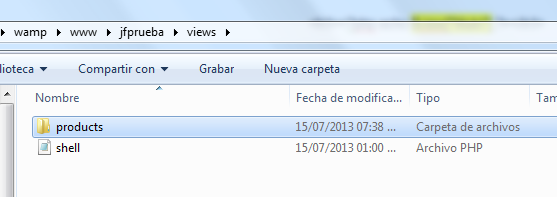 wamp ▸ www ▸ jfprueba ▸ views ▸
blioteca Compartir con Grabar Nueva carpeta
Nombre Fecha de modifica... Tipo Tam
products 15/07/2013 07:38 ... Carpeta de archivos
shell 15/07/2013 01:00 ... Archivo PHP